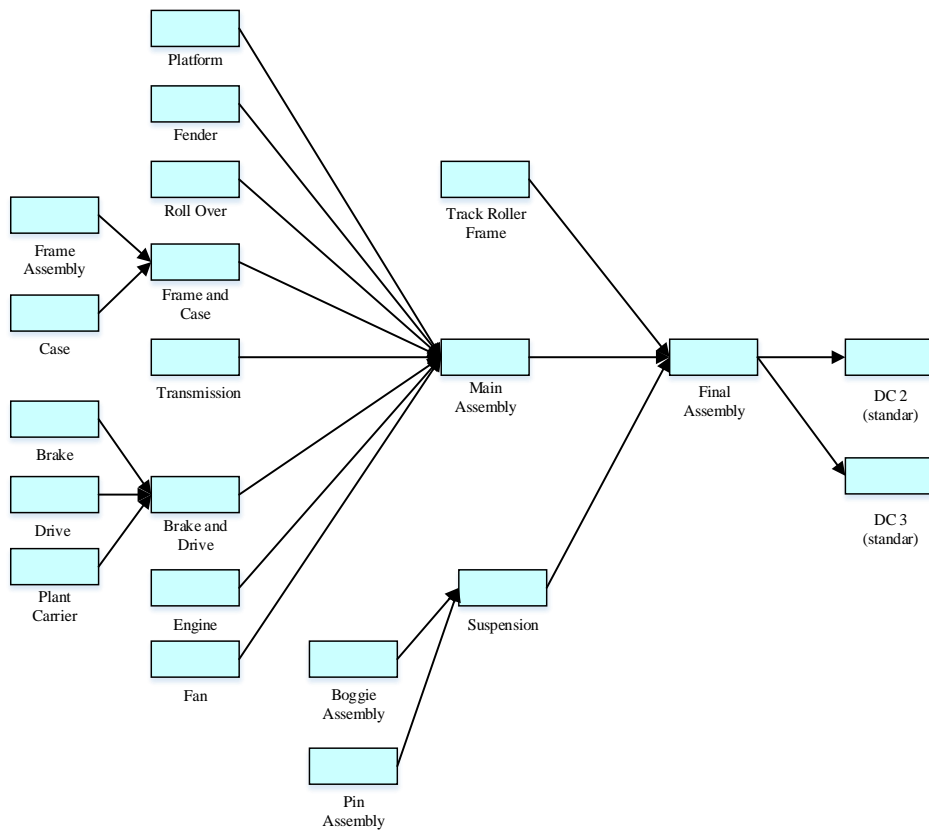 Platform
Fender
Roll Over
Track Roller
Frame
Frame
Assembly
Frame and
Case
Case
Transmission
Main
Assembly
Final
Assembly
DC 2
(standar)
Brake
Drive
Brake and
Drive
DC 3
(standar)
Plant
Carrier
Engine
Suspension
Fan
Boggie
Assembly
Pin
Assembly